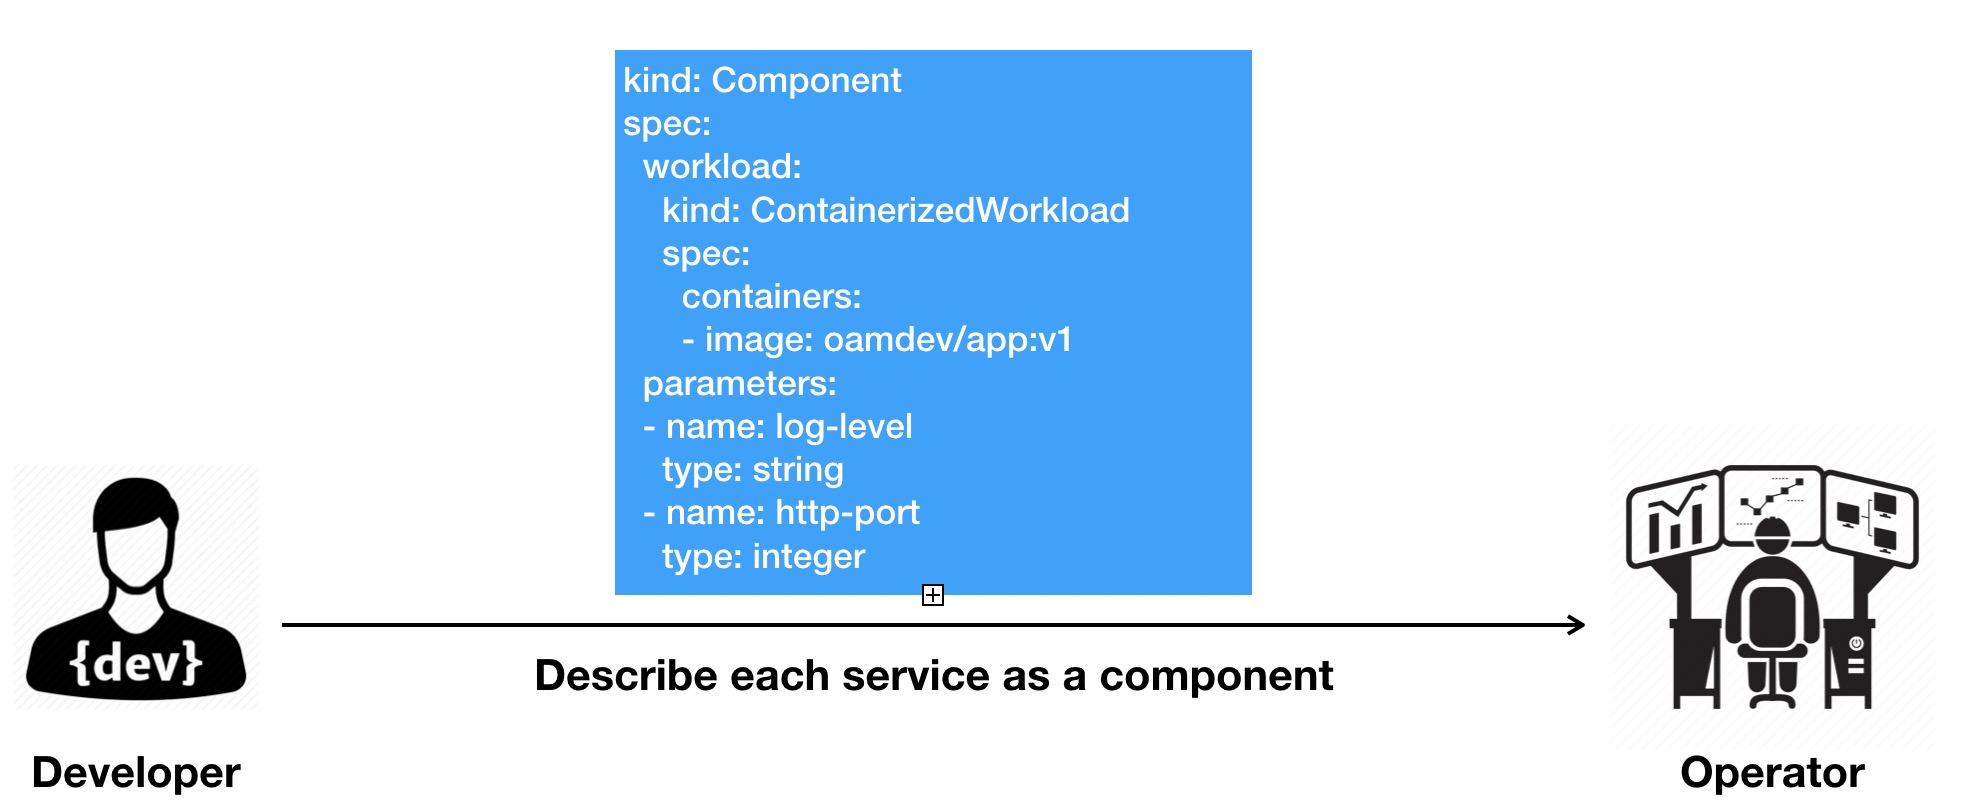 kind: Component
spec:
workload:
kind: ContainerizedWorkload
spec:
containers:
- image: oamdev/app:v1
parameters:
- name: log-level
type: string
- name: http-port
type: integer
{dev}
Describe each service as a component
Developer
Operator